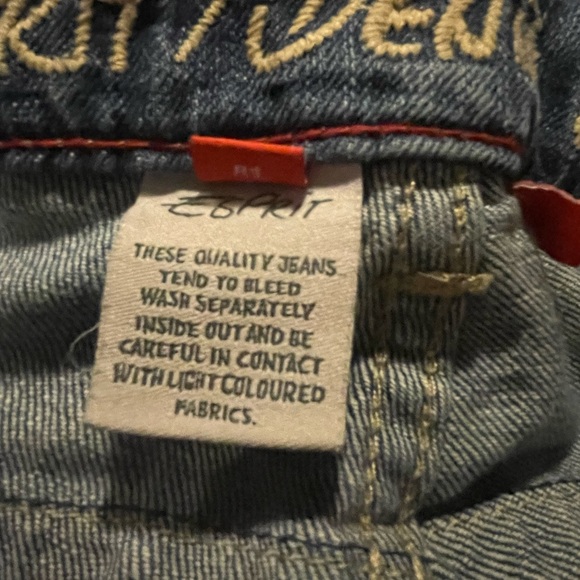 ESPRIT
THESE QUALITY JEANS
TEND TO BLEED
WASH SEPARATELY
INSIDE OUT AND BE
CAREFUL IN CONTACT
WITH LIGHT COLOURED
FABRICS.